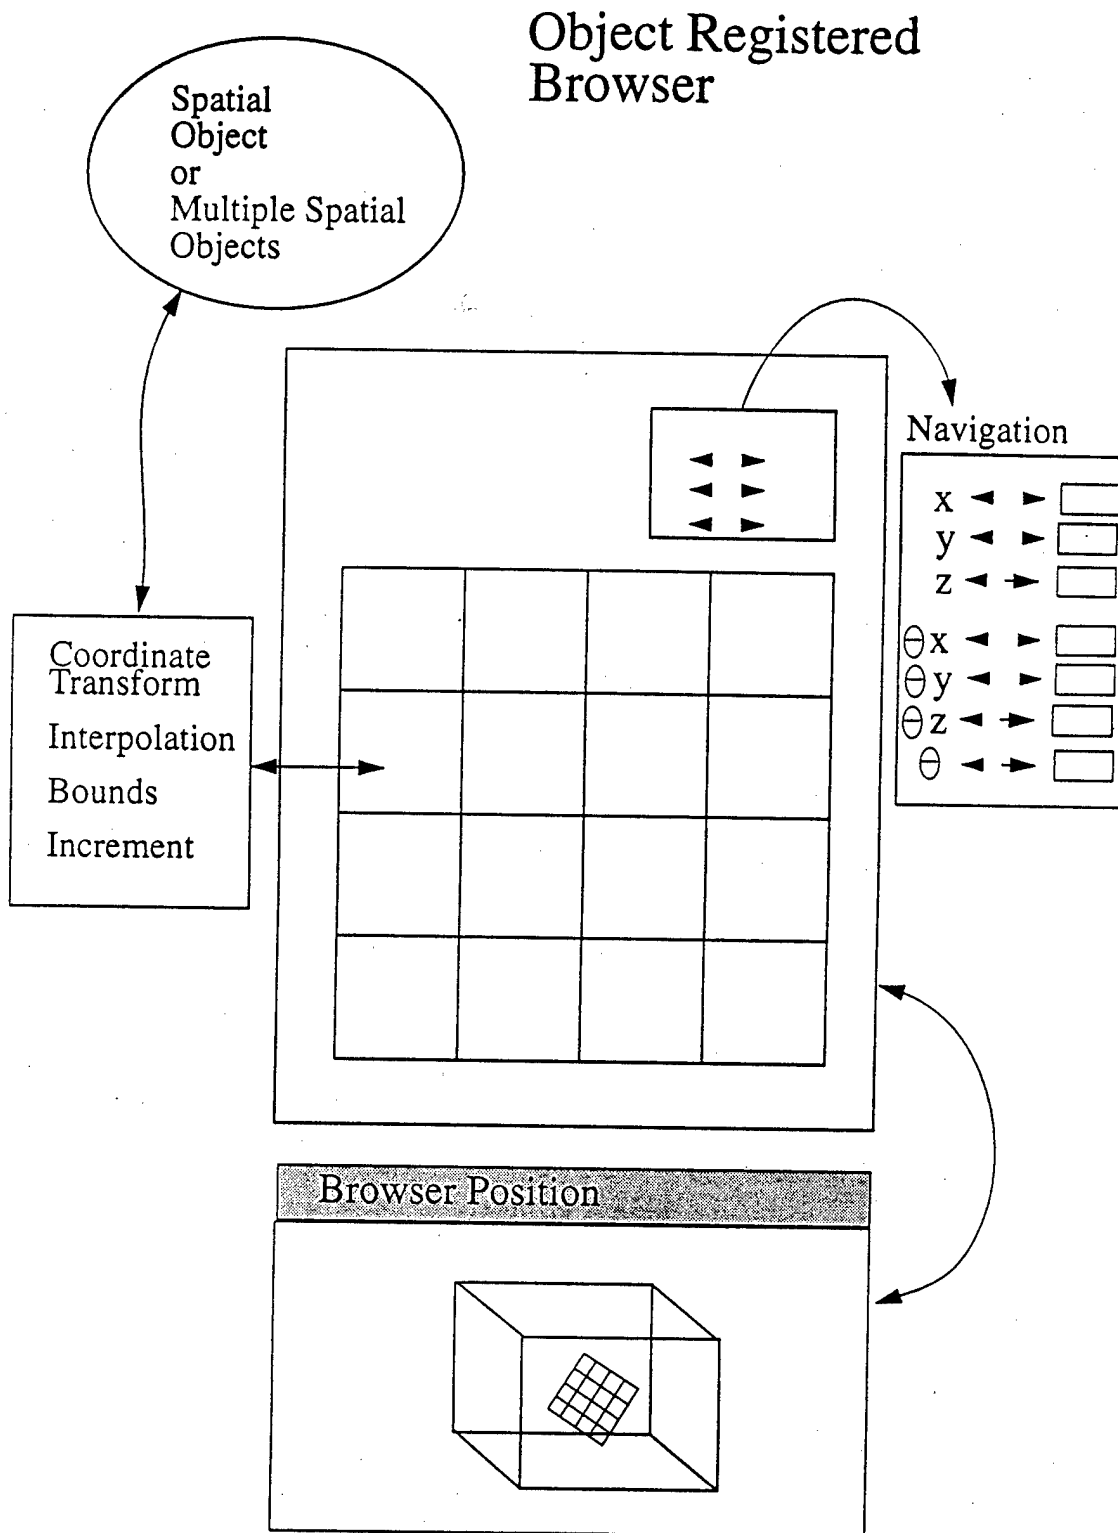 Object Registered
Browser
Spatial
Object
or
Multiple Spatial
Objects
Navigation
x
y
z
θx
θy
θz
θ
Coordinate
Transform
Interpolation
Bounds
Increment
Browser Position